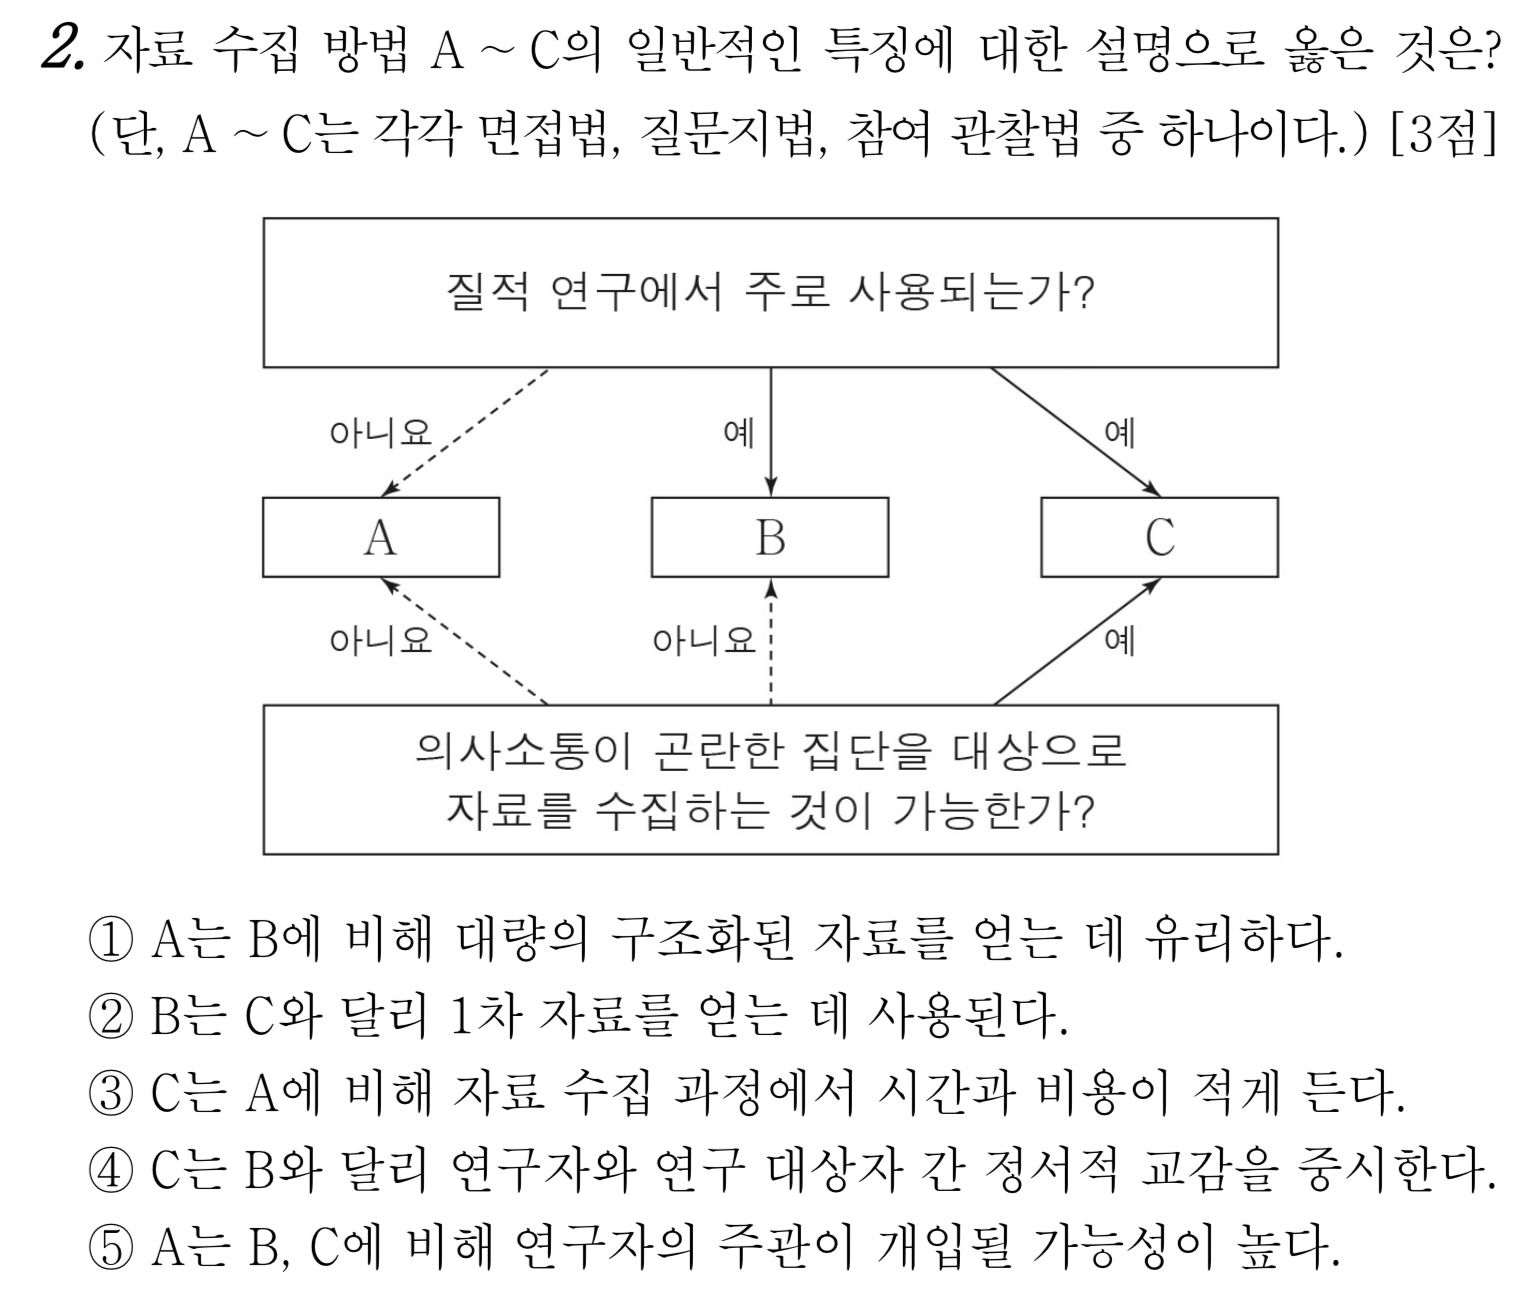 2. 자료 수집 방법 A ~ C의 일반적인 특징에 대한 설명으로 옳은 것은?
(단, A ~ C는 각각 면접법, 질문지법, 참여 관찰법 중 하나이다.) [3점]
질적 연구에서 주로 사용되는가?
아니요 예 예
A B C
아니요 아니요 예
의사소통이 곤란한 집단을 대상으로
자료를 수집하는 것이 가능한가?
① A는 B에 비해 대량의 구조화된 자료를 얻는 데 유리하다.
② B는 C와 달리 1차 자료를 얻는 데 사용된다.
③ C는 A에 비해 자료 수집 과정에서 시간과 비용이 적게 든다.
④ C는 B와 달리 연구자와 연구 대상자 간 정서적 교감을 중시한다.
⑤ A는 B, C에 비해 연구자의 주관이 개입될 가능성이 높다.